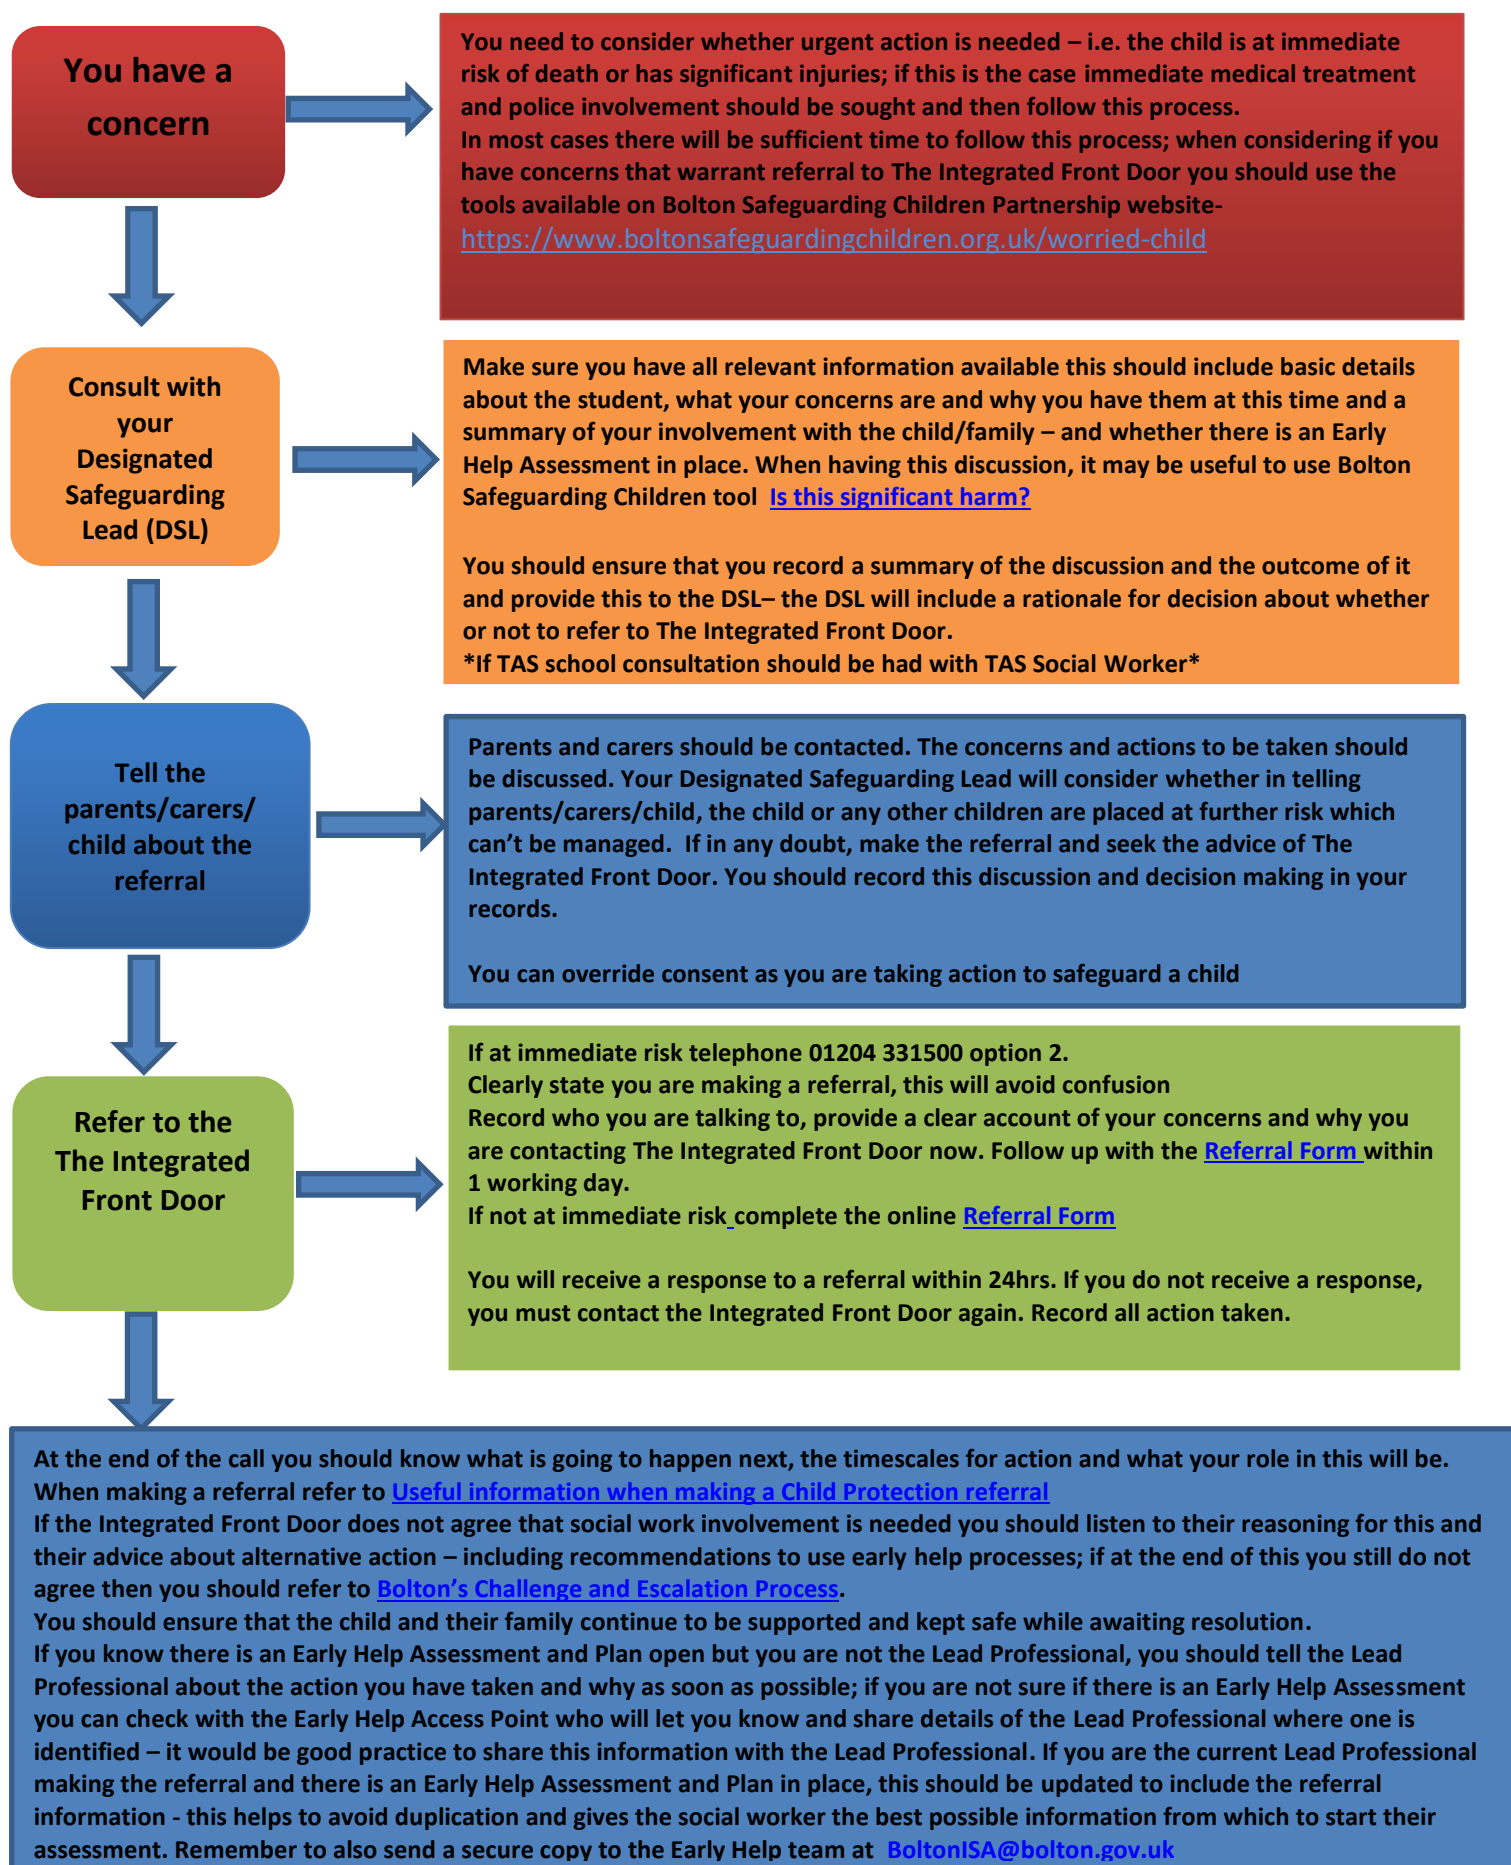 You have a
concern
You need to consider whether urgent action is needed – i.e. the child is at immediate
risk of death or has significant injuries; if this is the case immediate medical treatment
and police involvement should be sought and then follow this process.
In most cases there will be sufficient time to follow this process; when considering if you
have concerns that warrant referral to The Integrated Front Door you should use the
tools available on Bolton Safeguarding Children Partnership website-
https://www.boltonsafeguardingchildren.org.uk/worried-child
Consult with
your
Designated
Safeguarding
Lead (DSL)
Make sure you have all relevant information available this should include basic details
about the student, what your concerns are and why you have them at this time and a
summary of your involvement with the child/family – and whether there is an Early
Help Assessment in place. When having this discussion, it may be useful to use Bolton
Safeguarding Children tool Is this significant harm?
You should ensure that you record a summary of the discussion and the outcome of it
and provide this to the DSL– the DSL will include a rationale for decision about whether
or not to refer to The Integrated Front Door.
*If TAS school consultation should be had with TAS Social Worker*
Tell the
parents/carers/
child about the
referral
Parents and carers should be contacted. The concerns and actions to be taken should
be discussed. Your Designated Safeguarding Lead will consider whether in telling
parents/carers/child, the child or any other children are placed at further risk which
can’t be managed. If in any doubt, make the referral and seek the advice of The
Integrated Front Door. You should record this discussion and decision making in your
records.
You can override consent as you are taking action to safeguard a child
Refer to the
The Integrated
Front Door
If at immediate risk telephone 01204 331500 option 2.
Clearly state you are making a referral, this will avoid confusion
Record who you are talking to, provide a clear account of your concerns and why you
are contacting The Integrated Front Door now. Follow up with the Referral Form within
1 working day.
If not at immediate risk complete the online Referral Form
You will receive a response to a referral within 24hrs. If you do not receive a response,
you must contact the Integrated Front Door again. Record all action taken.
At the end of the call you should know what is going to happen next, the timescales for action and what your role in this will be.
When making a referral refer to Useful information when making a Child Protection referral
If the Integrated Front Door does not agree that social work involvement is needed you should listen to their reasoning for this and
their advice about alternative action – including recommendations to use early help processes; if at the end of this you still do not
agree then you should refer to Bolton’s Challenge and Escalation Process.
You should ensure that the child and their family continue to be supported and kept safe while awaiting resolution.
If you know there is an Early Help Assessment and Plan open but you are not the Lead Professional, you should tell the Lead
Professional about the action you have taken and why as soon as possible; if you are not sure if there is an Early Help Assessment
you can check with the Early Help Access Point who will let you know and share details of the Lead Professional where one is
identified – it would be good practice to share this information with the Lead Professional. If you are the current Lead Professional
making the referral and there is an Early Help Assessment and Plan in place, this should be updated to include the referral
information - this helps to avoid duplication and gives the social worker the best possible information from which to start their
assessment. Remember to also send a secure copy to the Early Help team at BoltonISA@bolton.gov.uk